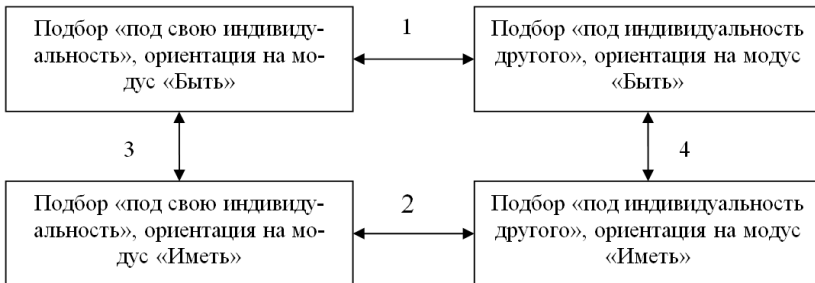 Подбор «под свою индивиду-
альность», ориентация на мо-
дус «Быть»
1
Подбор «под индивидуальность
другого», ориентация на модус
«Быть»
3
4
Подбор «под свою индивиду-
альность», ориентация на мо-
дус «Иметь»
2
Подбор «под индивидуальность
другого», ориентация на модус
«Иметь»